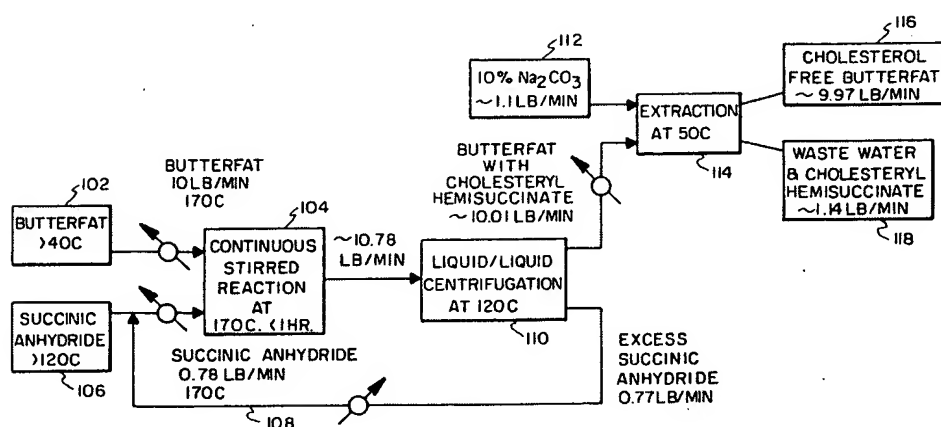 116
CHOLESTEROL
FREE BUTTERFAT
~ 9.97 LB/MIN
112
10% Na2CO3
~1.1 LB/MIN
EXTRACTION
AT 50C
114
WASTE WATER
& CHOLESTERYL
HEMISUCCINATE
~1.14 LB/MIN
118
BUTTERFAT
WITH
CHOLESTERYL
HEMISUCCINATE
~ 10.01 LB/MIN
BUTTERFAT
10 LB/MIN
170C
102
BUTTERFAT
>40C
104
CONTINUOUS
STIRRED
REACTION
AT
170C. <1HR.
~10.78
LB/MIN
LIQUID/LIQUID
CENTRIFUGATION
AT 120C
110
SUCCINIC
ANHYDRIDE
>120C
106
SUCCINIC ANHYDRIDE
0.78 LB/MIN
170C
108
EXCESS
SUCCINIC
ANHYDRIDE
0.77 LB/MIN